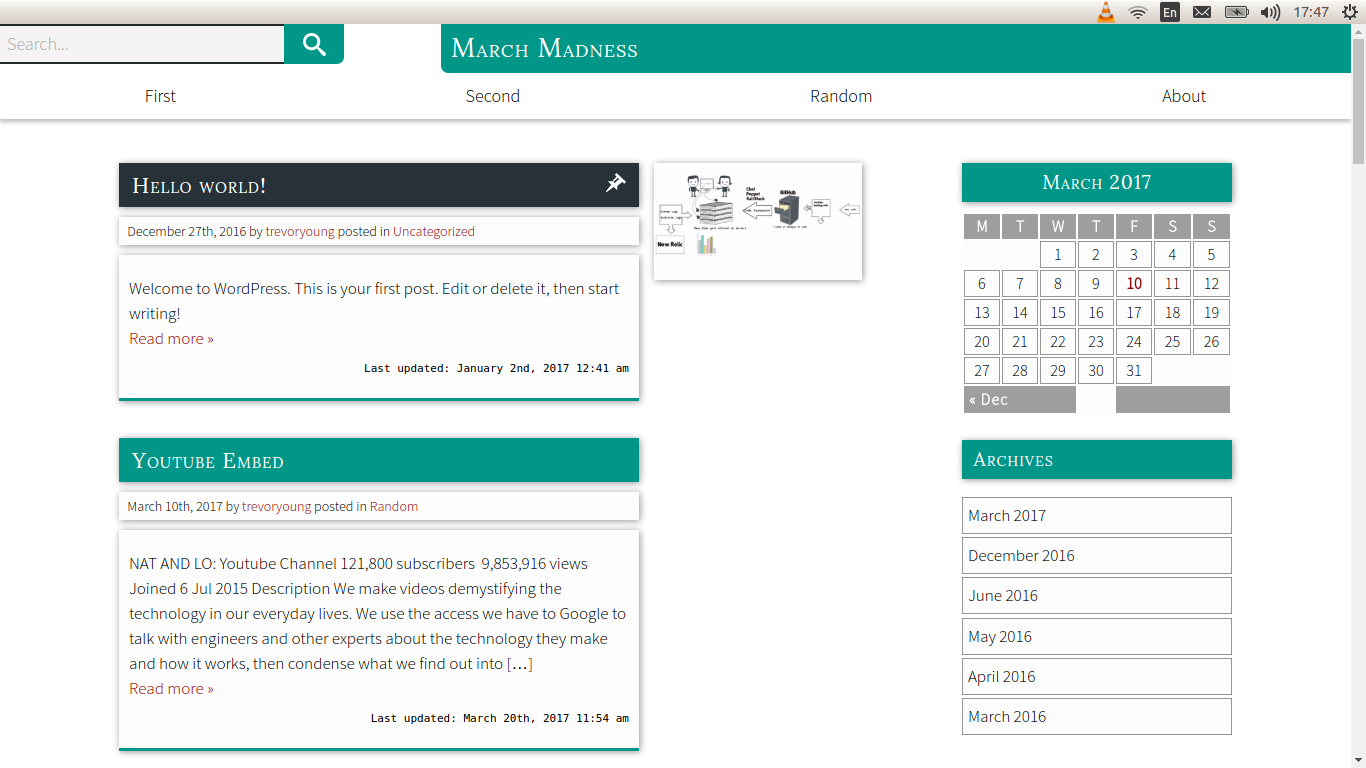 En 17:47
Search...
March Madness
First Second Random About
Hello world!
December 27th, 2016 by trevoryoung posted in Uncategorized
Welcome to WordPress. This is your first post. Edit or delete it, then start
writing!
Read more »
Last updated: January 2nd, 2017 12:41 am
Youtube Embed
March 10th, 2017 by trevoryoung posted in Random
NAT AND LO: Youtube Channel 121,800 subscribers 9,853,916 views
Joined 6 Jul 2015 Description We make videos demystifying the
technology in our everyday lives. We use the access we have to Google to
talk with engineers and other experts about the technology they make
and how it works, then condense what we find out into […]
Read more »
Last updated: March 20th, 2017 11:54 am
Chef
Puppet
GitHub
New Relic
March 2017
M T W T F S S
1 2 3 4 5
6 7 8 9 10 11 12
13 14 15 16 17 18 19
20 21 22 23 24 25 26
27 28 29 30 31
« Dec
Archives
March 2017
December 2016
June 2016
May 2016
April 2016
March 2016